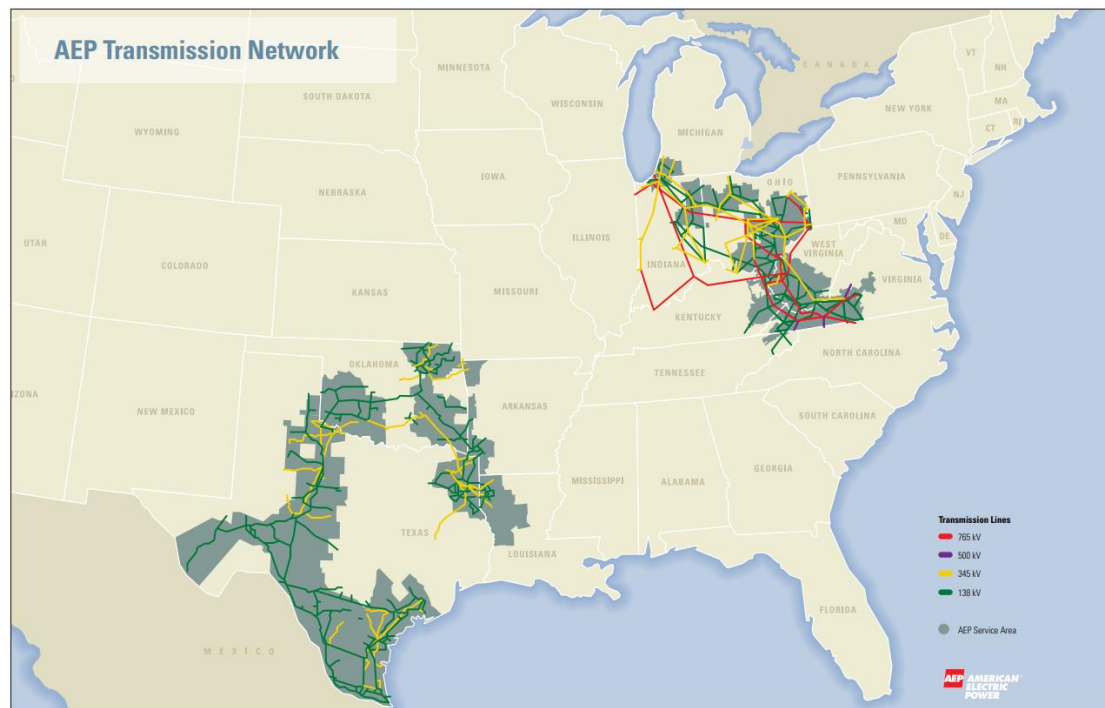 AEP Transmission Network
CANADA
VT
NH
MINNESOTA
SOUTH DAKOTA
WISCONSIN
NEW YORK
MA
CT
RI
WYOMING
MICHIGAN
IOWA
PENNSYLVANIA
OHIO
NEBRASKA
NJ
MD
DE
UTAH
ILLINOIS
WEST
VIRGINIA
COLORADO
INDIANA
VIRGINIA
KANSAS
MISSOURI
KENTUCKY
NORTH CAROLINA
OKLAHOMA
TENNESSEE
IZONA
ARKANSAS
NEW MEXICO
SOUTH CAROLINA
MISSISSIPPI
ALABAMA
GEORGIA
TEXAS
LOUISIANA
Transmission Lines
765 kV
500 kV
345 kV
138 kV
FLORIDA
AEP Service Area
MEXICO
AEP AMERICAN
ELECTRIC
POWER